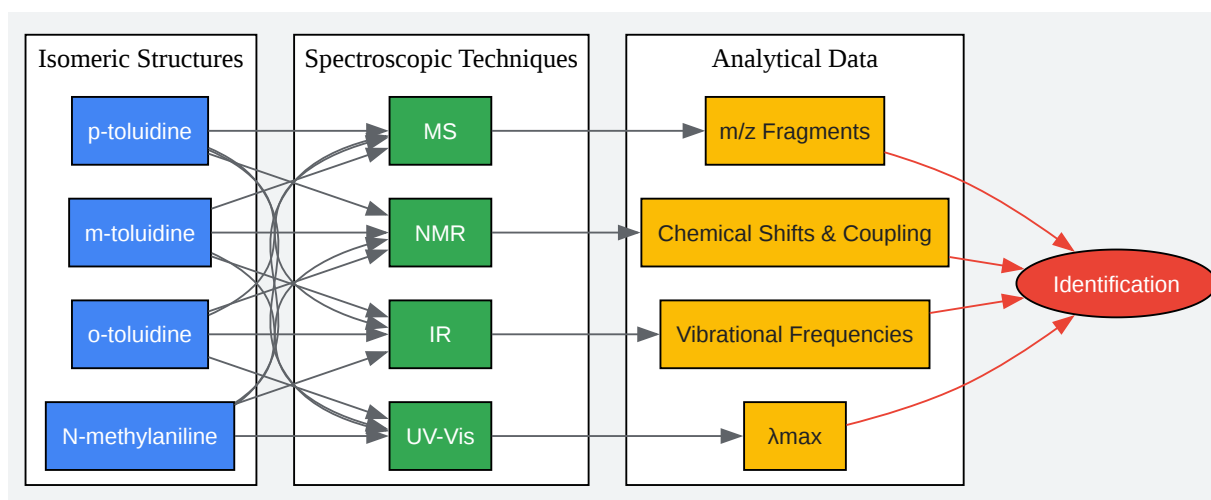 Isomeric Structures
p-toluidine
m-toluidine
o-toluidine
N-methylaniline
Spectroscopic Techniques
MS
NMR
IR
UV-Vis
Analytical Data
m/z Fragments
Chemical Shifts & Coupling
Vibrational Frequencies
λmax
Identification